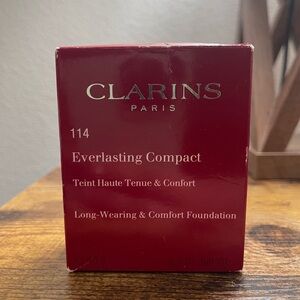 CLARINS
PARIS
114
Everlasting Compact
Teint Haute Tenue & Confort
Long-Wearing & Comfort Foundation